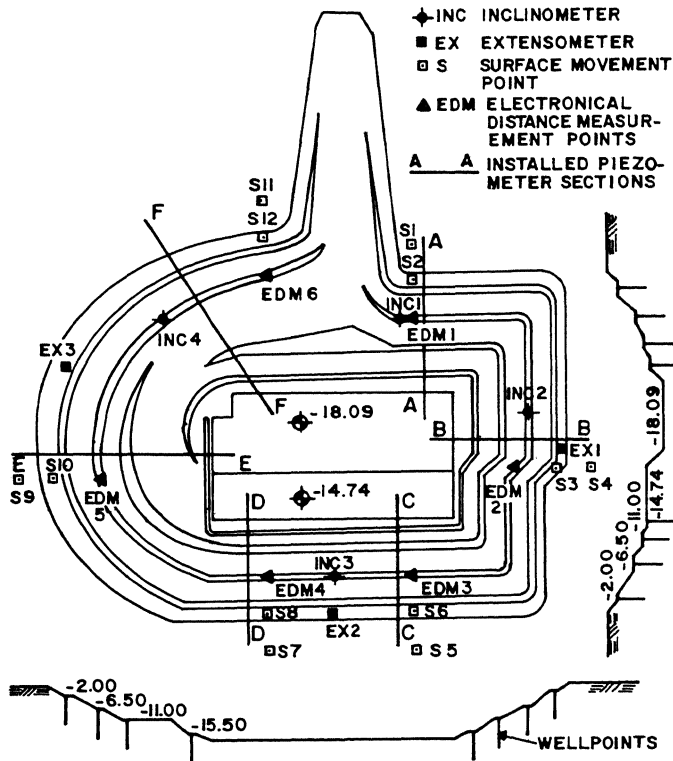 INC INCLINOMETER
EX EXTENSOMETER
S SURFACE MOVEMENT
POINT
EDM ELECTRONICAL
DISTANCE MEASUR-
EMENT POINTS
A A INSTALLED PIEZO-
METER SECTIONS
S11
F
S12
S1
A
S2
EDM6
INC1
INC4
EDM1
EX3
INC2
F
A
-18.09
B
B
EX1
E
S10
E
S3
S4
S9
EDM
2
EDM
5
D
C
-14.74
INC3
EDM4
EDM3
S8
S6
EX2
D
C
S7
S5
-18.09
-14.74
-11.00
-6.50
-2.00
-2.00
-6.50
-11.00
-15.50
WELLPOINTS